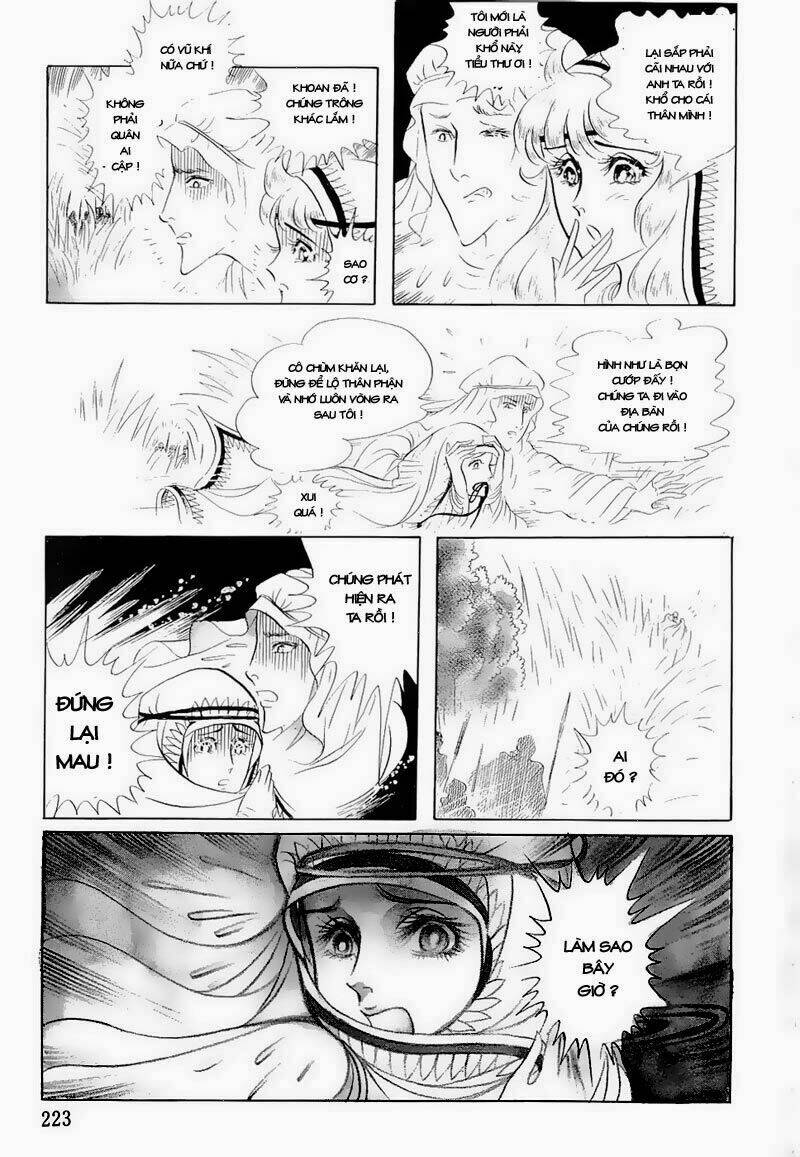 LẠI SẮP PHẢI
CÃI NHAU VỚI
ANH TA RỒI !
KHỔ CHO CÁI
THÂN MÌNH !
TÔI MỚI LÀ
NGƯỜI PHẢI
KHỔ NÀY
TIỂU THƯ ƠI !
KHOAN ĐÃ !
CHÚNG TRÔNG
KHÁC LẮM !
SAO
CƠ ?
CÓ VŨ KHÍ
NỮA CHỨ !
KHÔNG
PHẢI
QUÂN
AI
CẬP !
HÌNH NHƯ LÀ BỌN
CƯỚP ĐẤY !
CHÚNG TA ĐI VÀO
ĐỊA BÀN
CỦA CHÚNG RỒI !
CÔ CHÙM KHĂN LẠI,
ĐỪNG ĐỂ LỘ THÂN PHẬN
VÀ NHỚ LUÔN VÒNG RA
SAU TÔI !
XUI
QUÁ !
AI
ĐÓ ?
CHÚNG PHÁT
HIỆN RA
TA RỒI !
ĐỨNG
LẠI
MAU !
LÀM SAO
BÂY
GIỜ ?
223